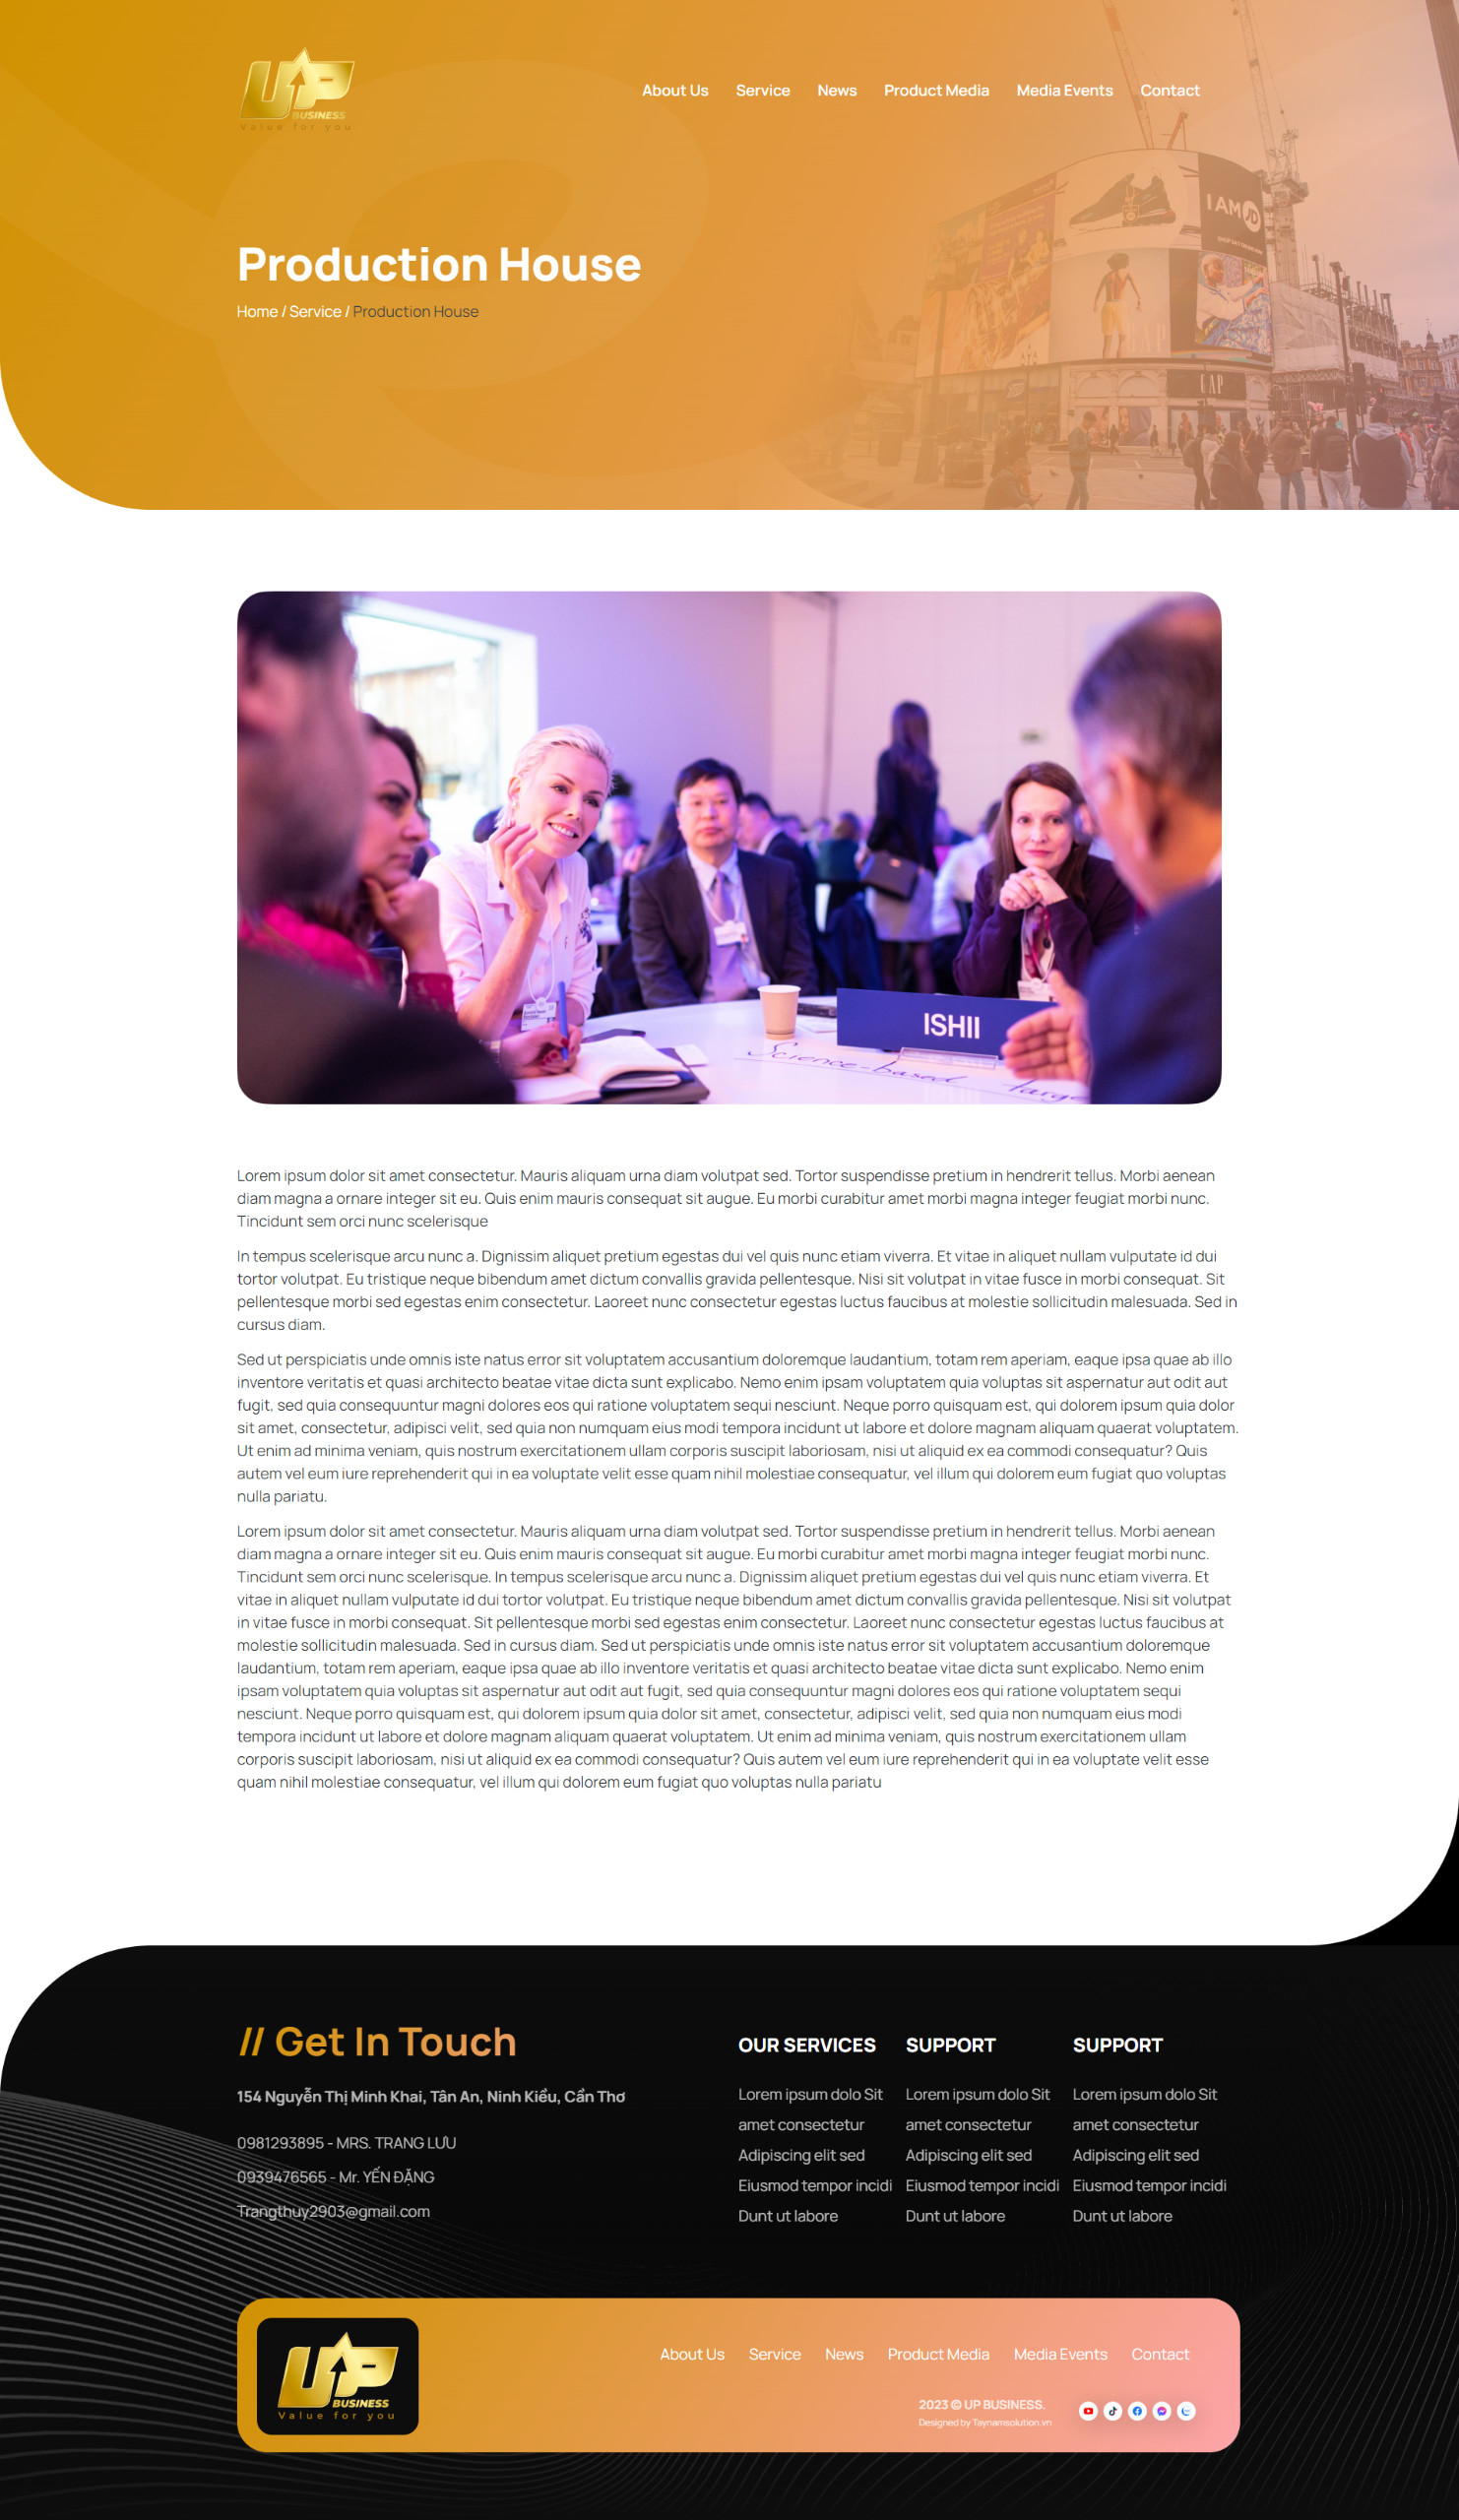 UP
BUSINESS
Value for you
About Us Service News Product Media Media Events Contact
I AM JD
GAP
Production House
Home / Service / Production House
ISHII
Science-based targe
Lorem ipsum dolor sit amet consectetur. Mauris aliquam urna diam volutpat sed. Tortor suspendisse pretium in hendrerit tellus. Morbi aenean
diam magna a ornare integer sit eu. Quis enim mauris consequat sit augue. Eu morbi curabitur amet morbi magna integer feugiat morbi nunc.
Tincidunt sem orci nunc scelerisque
In tempus scelerisque arcu nunc a. Dignissim aliquet pretium egestas dui vel quis nunc etiam viverra. Et vitae in aliquet nullam vulputate id dui
tortor volutpat. Eu tristique neque bibendum amet dictum convallis gravida pellentesque. Nisi sit volutpat in vitae fusce in morbi consequat. Sit
pellentesque morbi sed egestas enim consectetur. Laoreet nunc consectetur egestas luctus faucibus at molestie sollicitudin malesuada. Sed in
cursus diam.
Sed ut perspiciatis unde omnis iste natus error sit voluptatem accusantium doloremque laudantium, totam rem aperiam, eaque ipsa quae ab illo
inventore veritatis et quasi architecto beatae vitae dicta sunt explicabo. Nemo enim ipsam voluptatem quia voluptas sit aspernatur aut odit aut
fugit, sed quia consequuntur magni dolores eos qui ratione voluptatem sequi nesciunt. Neque porro quisquam est, qui dolorem ipsum quia dolor
sit amet, consectetur, adipisci velit, sed quia non numquam eius modi tempora incidunt ut labore et dolore magnam aliquam quaerat voluptatem.
Ut enim ad minima veniam, quis nostrum exercitationem ullam corporis suscipit laboriosam, nisi ut aliquid ex ea commodi consequatur? Quis
autem vel eum iure reprehenderit qui in ea voluptate velit esse quam nihil molestiae consequatur, vel illum qui dolorem eum fugiat quo voluptas
nulla pariatu.
Lorem ipsum dolor sit amet consectetur. Mauris aliquam urna diam volutpat sed. Tortor suspendisse pretium in hendrerit tellus. Morbi aenean
diam magna a ornare integer sit eu. Quis enim mauris consequat sit augue. Eu morbi curabitur amet morbi magna integer feugiat morbi nunc.
Tincidunt sem orci nunc scelerisque. In tempus scelerisque arcu nunc a. Dignissim aliquet pretium egestas dui vel quis nunc etiam viverra. Et
vitae in aliquet nullam vulputate id dui tortor volutpat. Eu tristique neque bibendum amet dictum convallis gravida pellentesque. Nisi sit volutpat
in vitae fusce in morbi consequat. Sit pellentesque morbi sed egestas enim consectetur. Laoreet nunc consectetur egestas luctus faucibus at
molestie sollicitudin malesuada. Sed in cursus diam. Sed ut perspiciatis unde omnis iste natus error sit voluptatem accusantium doloremque
laudantium, totam rem aperiam, eaque ipsa quae ab illo inventore veritatis et quasi architecto beatae vitae dicta sunt explicabo. Nemo enim
ipsam voluptatem quia voluptas sit aspernatur aut odit aut fugit, sed quia consequuntur magni dolores eos qui ratione voluptatem sequi
nesciunt. Neque porro quisquam est, qui dolorem ipsum quia dolor sit amet, consectetur, adipisci velit, sed quia non numquam eius modi
tempora incidunt ut labore et dolore magnam aliquam quaerat voluptatem. Ut enim ad minima veniam, quis nostrum exercitationem ullam
corporis suscipit laboriosam, nisi ut aliquid ex ea commodi consequatur? Quis autem vel eum iure reprehenderit qui in ea voluptate velit esse
quam nihil molestiae consequatur, vel illum qui dolorem eum fugiat quo voluptas nulla pariatu
// Get In Touch
154 Nguyễn Thị Minh Khai, Tân An, Ninh Kiều, Cần Thơ
0981293895 - MRS. TRANG LƯU
0939476565 - Mr. YẾN ĐẶNG
Trangthuy2903@gmail.com
OUR SERVICES
Lorem ipsum dolo Sit
amet consectetur
Adipiscing elit sed
Eiusmod tempor incidi
Dunt ut labore
SUPPORT
Lorem ipsum dolo Sit
amet consectetur
Adipiscing elit sed
Eiusmod tempor incidi
Dunt ut labore
SUPPORT
Lorem ipsum dolo Sit
amet consectetur
Adipiscing elit sed
Eiusmod tempor incidi
Dunt ut labore
UP
BUSINESS
Value for you
About Us Service News Product Media Media Events Contact
2023 © UP BUSINESS.
Designed by Taynamsolution.vn